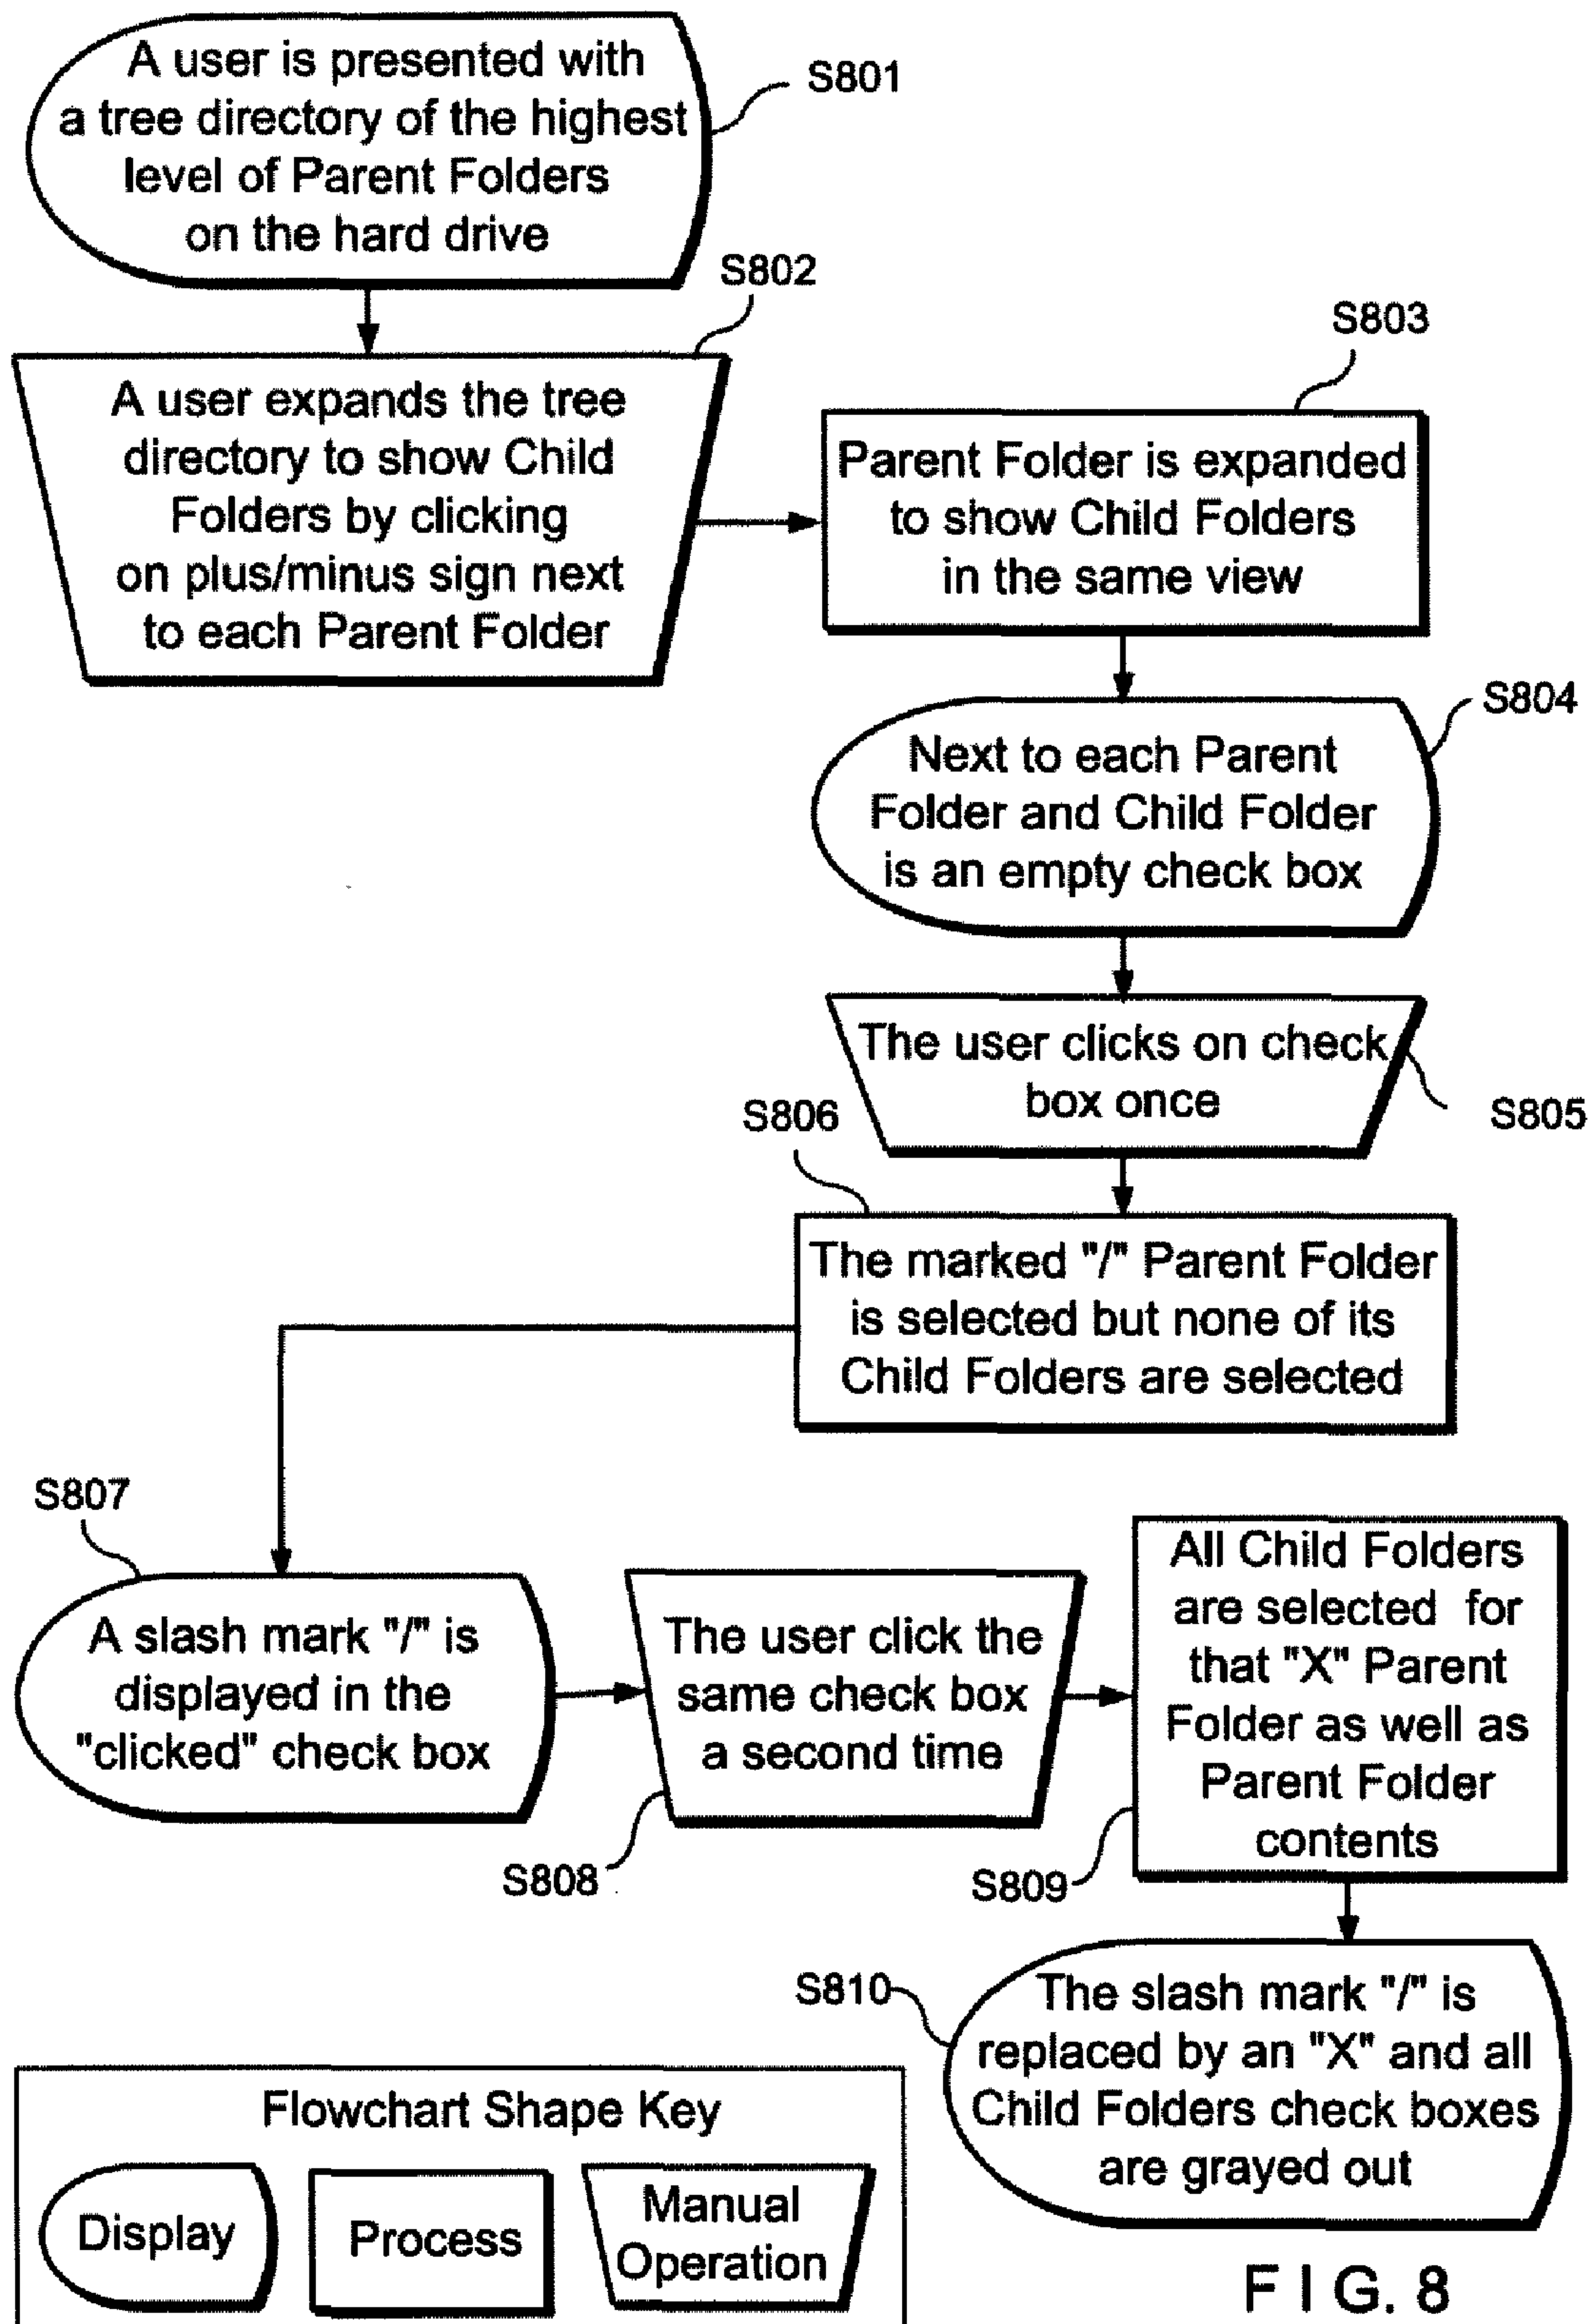 A user is presented with
a tree directory of the highest
level of Parent Folders
on the hard drive
S801
S802
A user expands the tree
directory to show Child
Folders by clicking
on plus/minus sign next
to each Parent Folder
S803
Parent Folder is expanded
to show Child Folders
in the same view
S804
Next to each Parent
Folder and Child Folder
is an empty check box
The user clicks on check
box once
S805
S806
The marked "/" Parent Folder
is selected but none of its
Child Folders are selected
S807
A slash mark "/" is
displayed in the
"clicked" check box
The user click the
same check box
a second time
S808
All Child Folders
are selected for
that "X" Parent
Folder as well as
Parent Folder
contents
S809
S810
The slash mark "/" is
replaced by an "X" and all
Child Folders check boxes
are grayed out
Flowchart Shape Key
Display
Process
Manual
Operation
F I G. 8